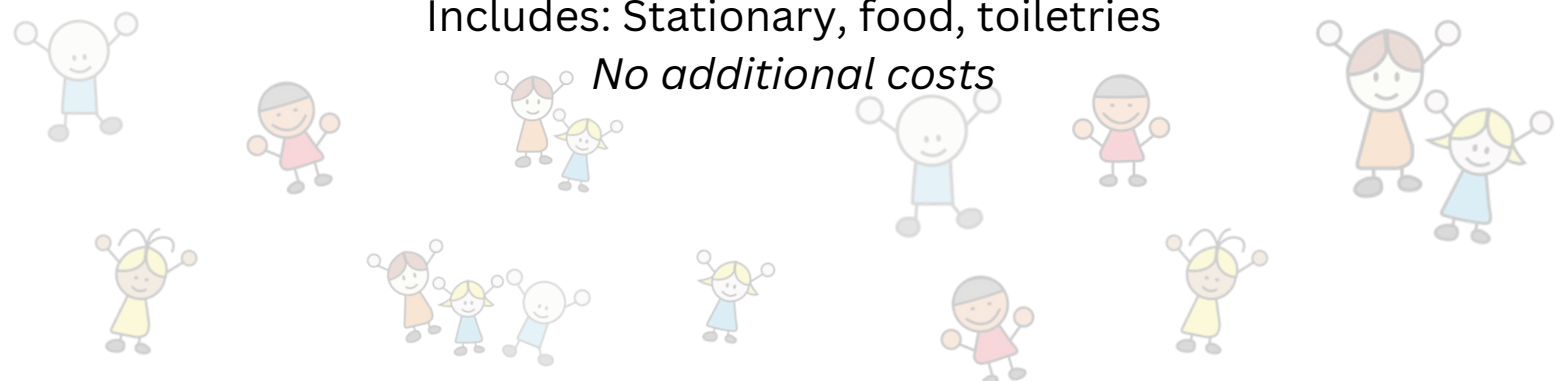 Includes: Stationary, food, toiletries
No additional costs